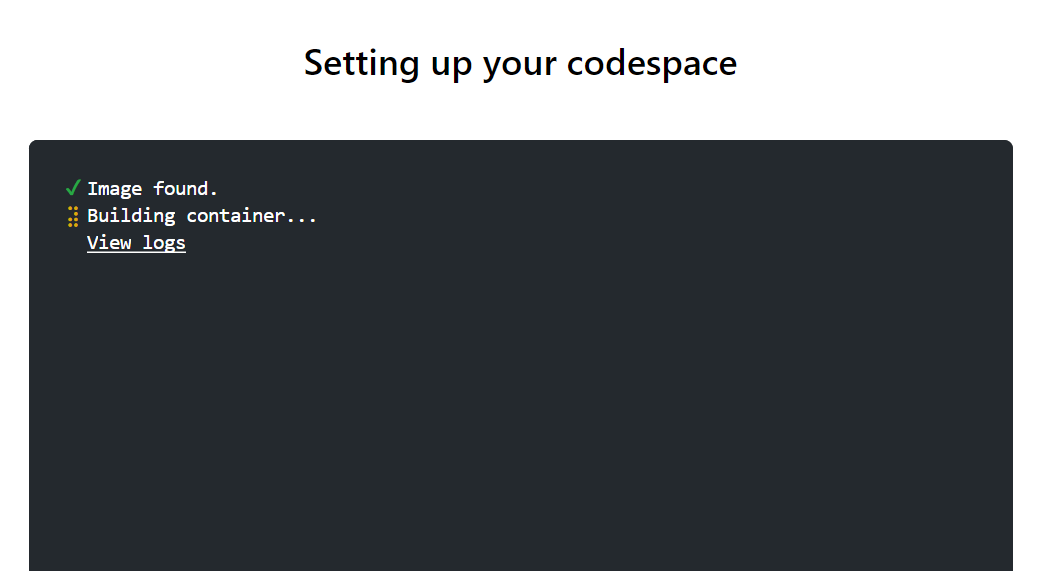 Setting up your codespace
✓ Image found.
⣻ Building container...
View logs